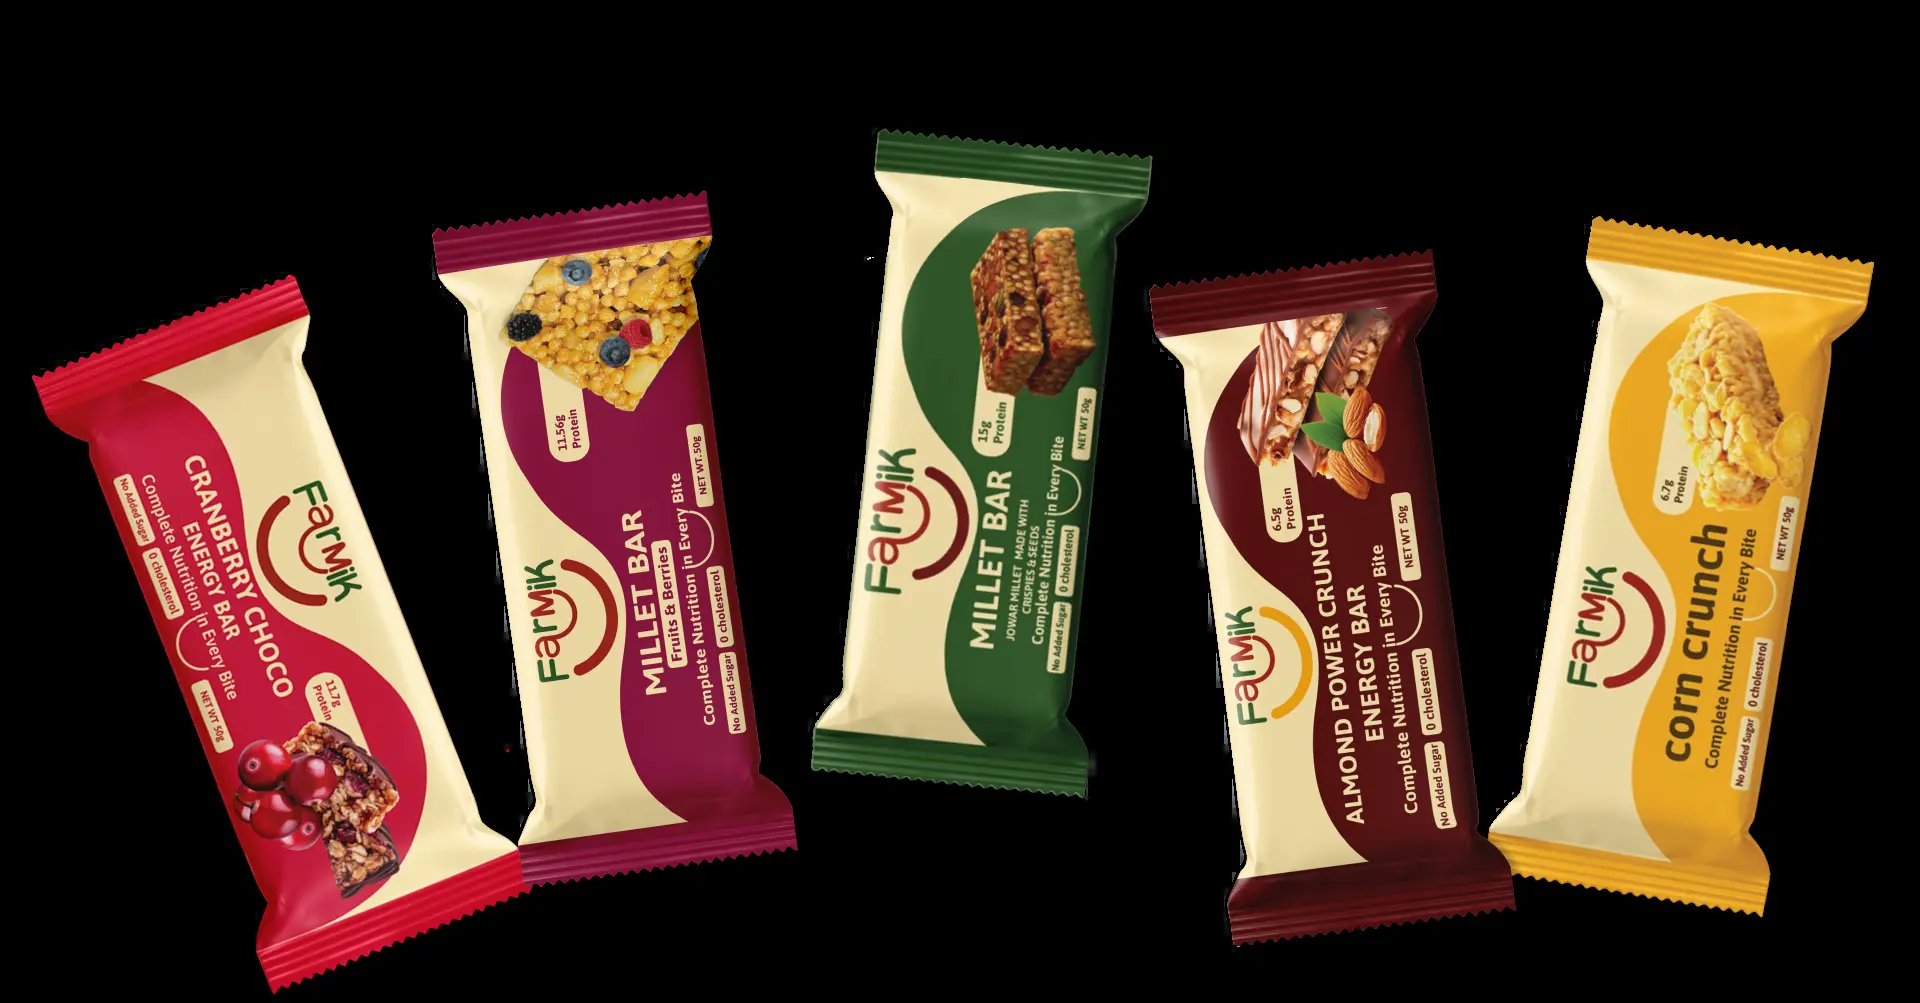 FarmiK
CRANBERRY CHOCO
ENERGY BAR
Complete Nutrition in Every Bite
No Added Sugar
0 cholesterol
NET WT 50g
11.7g
Protein
11.56g
Protein
FarmiK
MILLET BAR
Fruits & Berries
Complete Nutrition in Every Bite
No Added Sugar
0 cholesterol
NET WT. 50g
15g
Protein
FarmiK
MILLET BAR
JOWAR MILLET MADE WITH
CRISPIES & SEEDS
Complete Nutrition in Every Bite
No Added Sugar
0 cholesterol
NET WT 50g
6.5g
Protein
FarmiK
ALMOND POWER CRUNCH
ENERGY BAR
Complete Nutrition in Every Bite
No Added Sugar
0 cholesterol
NET WT 50g
6.7g
Protein
FarmiK
corn crunch
Complete Nutrition in Every Bite
No Added Sugar
0 cholesterol
NET WT 50g